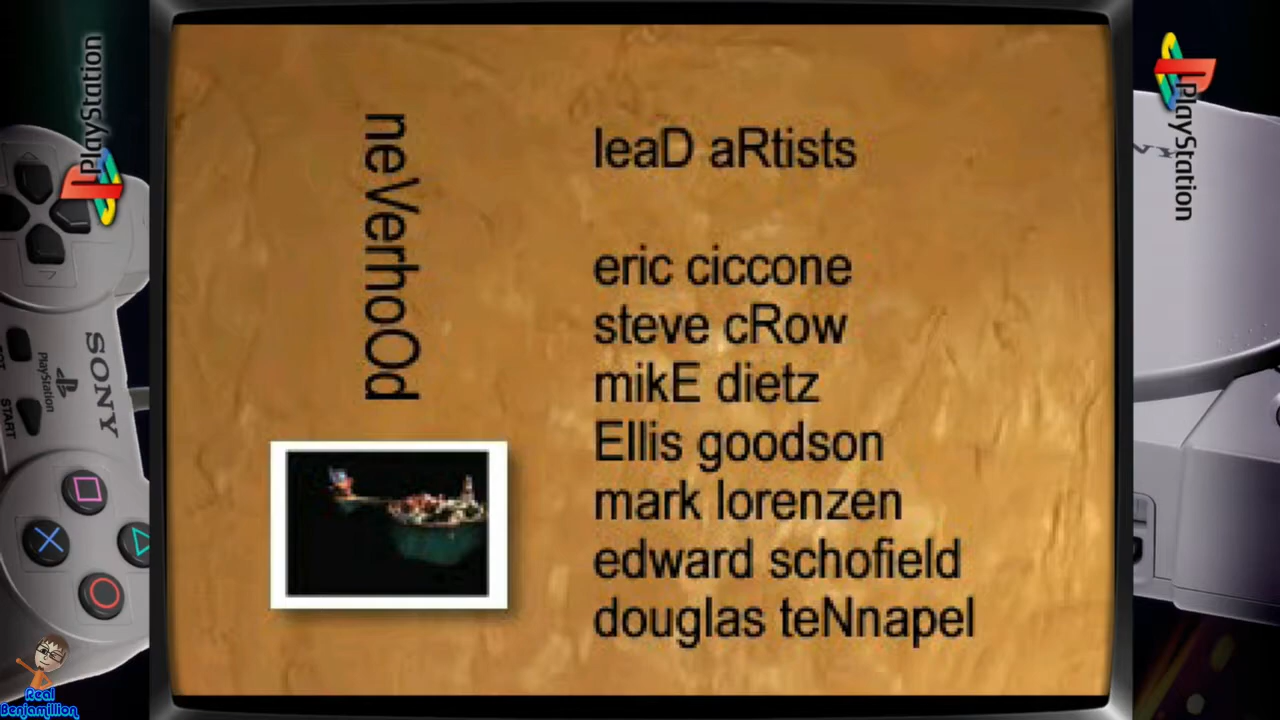 PlayStation
SONY
PlayStation
START
neVerhoOd
leaD aRtists
eric ciccone
steve cRow
mikE dietz
Ellis goodson
mark lorenzen
edward schofield
douglas teNnapel
PlayStation
Real
Benjamillion